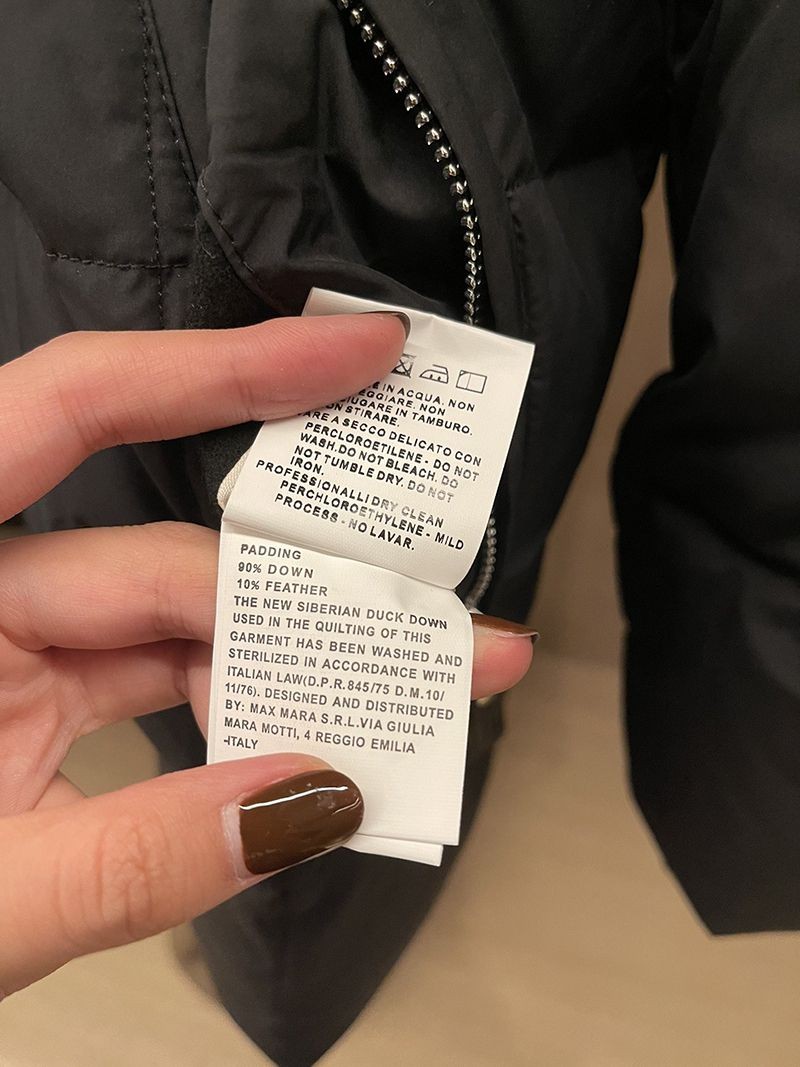 IN ACQUA. NON
NON
IUGARE IN TAMBURO.
ON STIRARE.
ARE A SECCO DELICATO CON
PERCLOROETILENE - DO NOT
WASH.DO NOT BLEACH. DO
NOT TUMBLE DRY. DO NOT
IRON.
PROFESSIONALLI DRY CLEAN
PERCHLOROETHYLENE - MILD
PROCESS - NO LAVAR.
PADDING
90% DOWN
10% FEATHER
THE NEW SIBERIAN DUCK DOWN
USED IN THE QUILTING OF THIS
GARMENT HAS BEEN WASHED AND
STERILIZED IN ACCORDANCE WITH
ITALIAN LAW(D.P.R.845/75 D.M.10/
11/76). DESIGNED AND DISTRIBUTED
BY: MAX MARA S.R.L.VIA GIULIA
MARA MOTTI, 4 REGGIO EMILIA
-ITALY